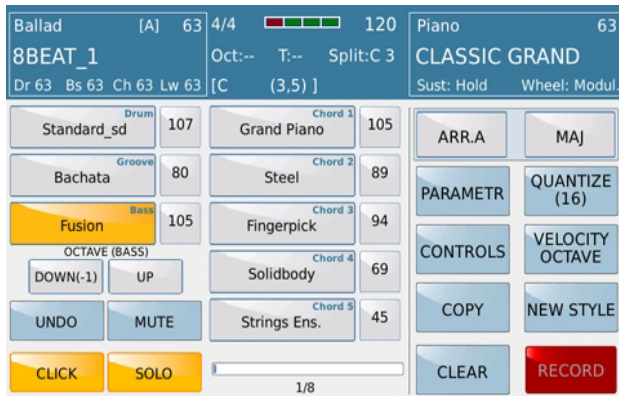 Ballad [A] 63
8BEAT_1
Dr 63 Bs 63 Ch 63 Lw 63
4/4 120
Oct:-- T:-- Split:C 3
[C (3,5) ]
Piano 63
CLASSIC GRAND
Sust: Hold Wheel: Modul.
Drum
Standard_sd 107
Groove
Bachata 80
Bass
Fusion 105
OCTAVE (BASS)
DOWN(-1) UP
UNDO MUTE
CLICK SOLO
Chord 1
Grand Piano 105
Chord 2
Steel 89
Chord 3
Fingerpick 94
Chord 4
Solidbody 69
Chord 5
Strings Ens. 45
1/8
ARR.A MAJ
PARAMETR QUANTIZE
(16)
CONTROLS VELOCITY
OCTAVE
COPY NEW STYLE
CLEAR RECORD